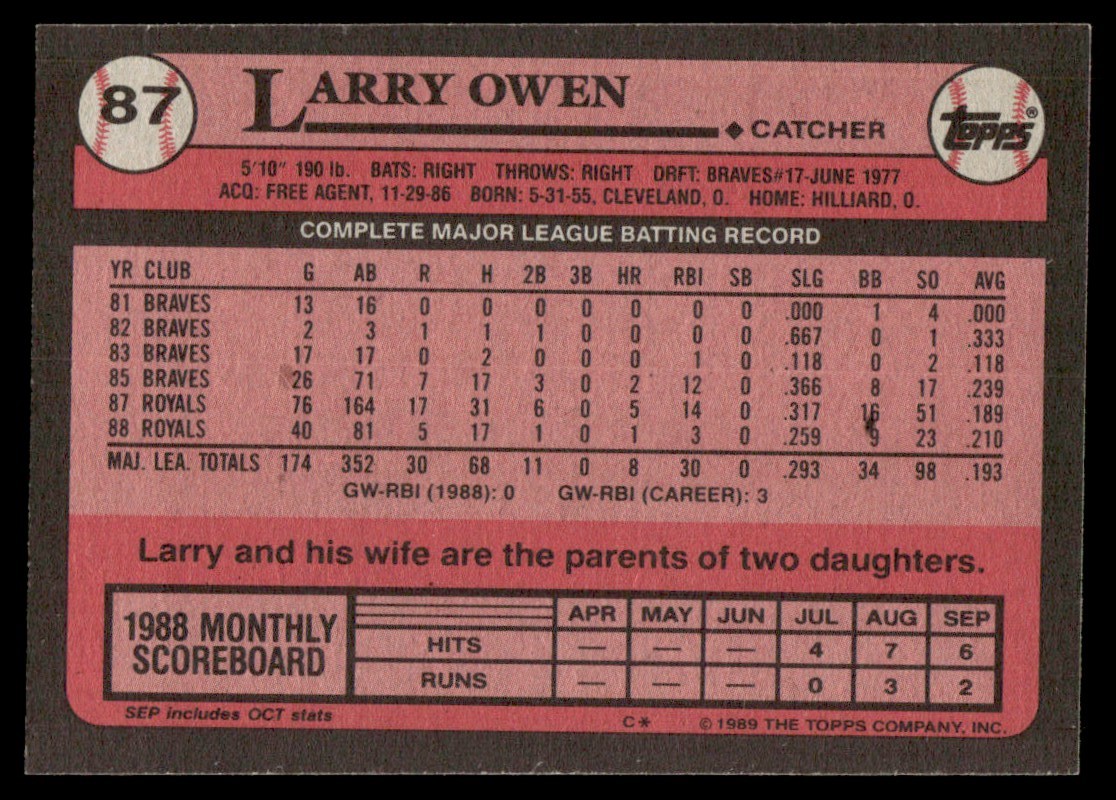 87
LARRY OWEN
◆ CATCHER
Topps®
5'10" 190 lb. BATS: RIGHT THROWS: RIGHT DRFT: BRAVES#17-JUNE 1977
ACQ: FREE AGENT, 11-29-86 BORN: 5-31-55, CLEVELAND, O. HOME: HILLIARD, O.
COMPLETE MAJOR LEAGUE BATTING RECORD
YR CLUB G AB R H 2B 3B HR RBI SB SLG BB SO AVG
81 BRAVES 13 16 0 0 0 0 0 0 0 .000 1 4 .000
82 BRAVES 2 3 1 1 1 0 0 0 0 .667 0 1 .333
83 BRAVES 17 17 0 2 0 0 0 1 0 .118 0 2 .118
85 BRAVES 26 71 7 17 3 0 2 12 0 .366 8 17 .239
87 ROYALS 76 164 17 31 6 0 5 14 0 .317 16 51 .189
88 ROYALS 40 81 5 17 1 0 1 3 0 .259 9 23 .210
MAJ. LEA. TOTALS 174 352 30 68 11 0 8 30 0 .293 34 98 .193
GW-RBI (1988): 0 GW-RBI (CAREER): 3
Larry and his wife are the parents of two daughters.
1988 MONTHLY
SCOREBOARD
APR MAY JUN JUL AUG SEP
HITS — — — 4 7 6
RUNS — — — 0 3 2
SEP includes OCT stats
C* © 1989 THE TOPPS COMPANY, INC.